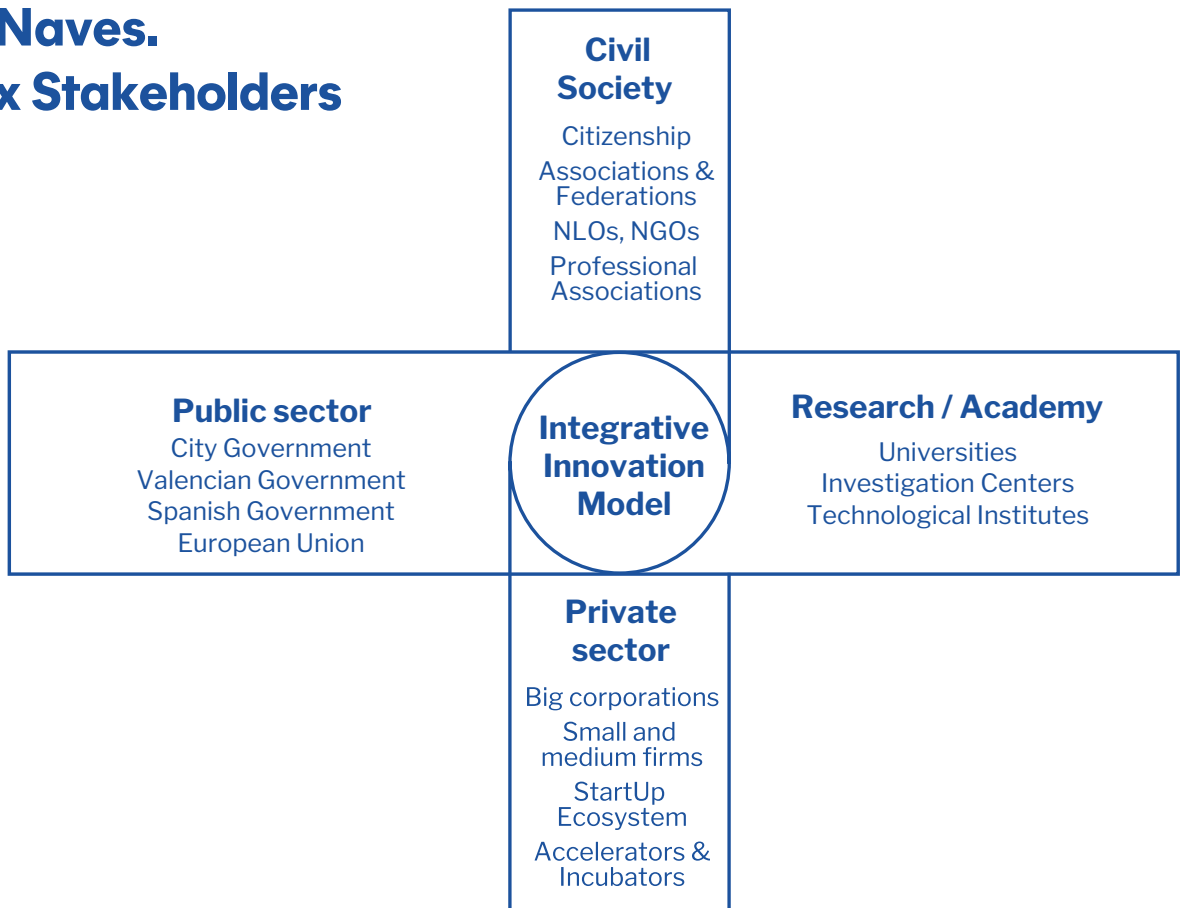 Naves.
x Stakeholders
Civil
Society
Citizenship
Associations &
Federations
NLOs, NGOs
Professional
Associations
Public sector
City Government
Valencian Government
Spanish Government
European Union
Integrative
Innovation
Model
Research / Academy
Universities
Investigation Centers
Technological Institutes
Private
sector
Big corporations
Small and
medium firms
StartUp
Ecosystem
Accelerators &
Incubators